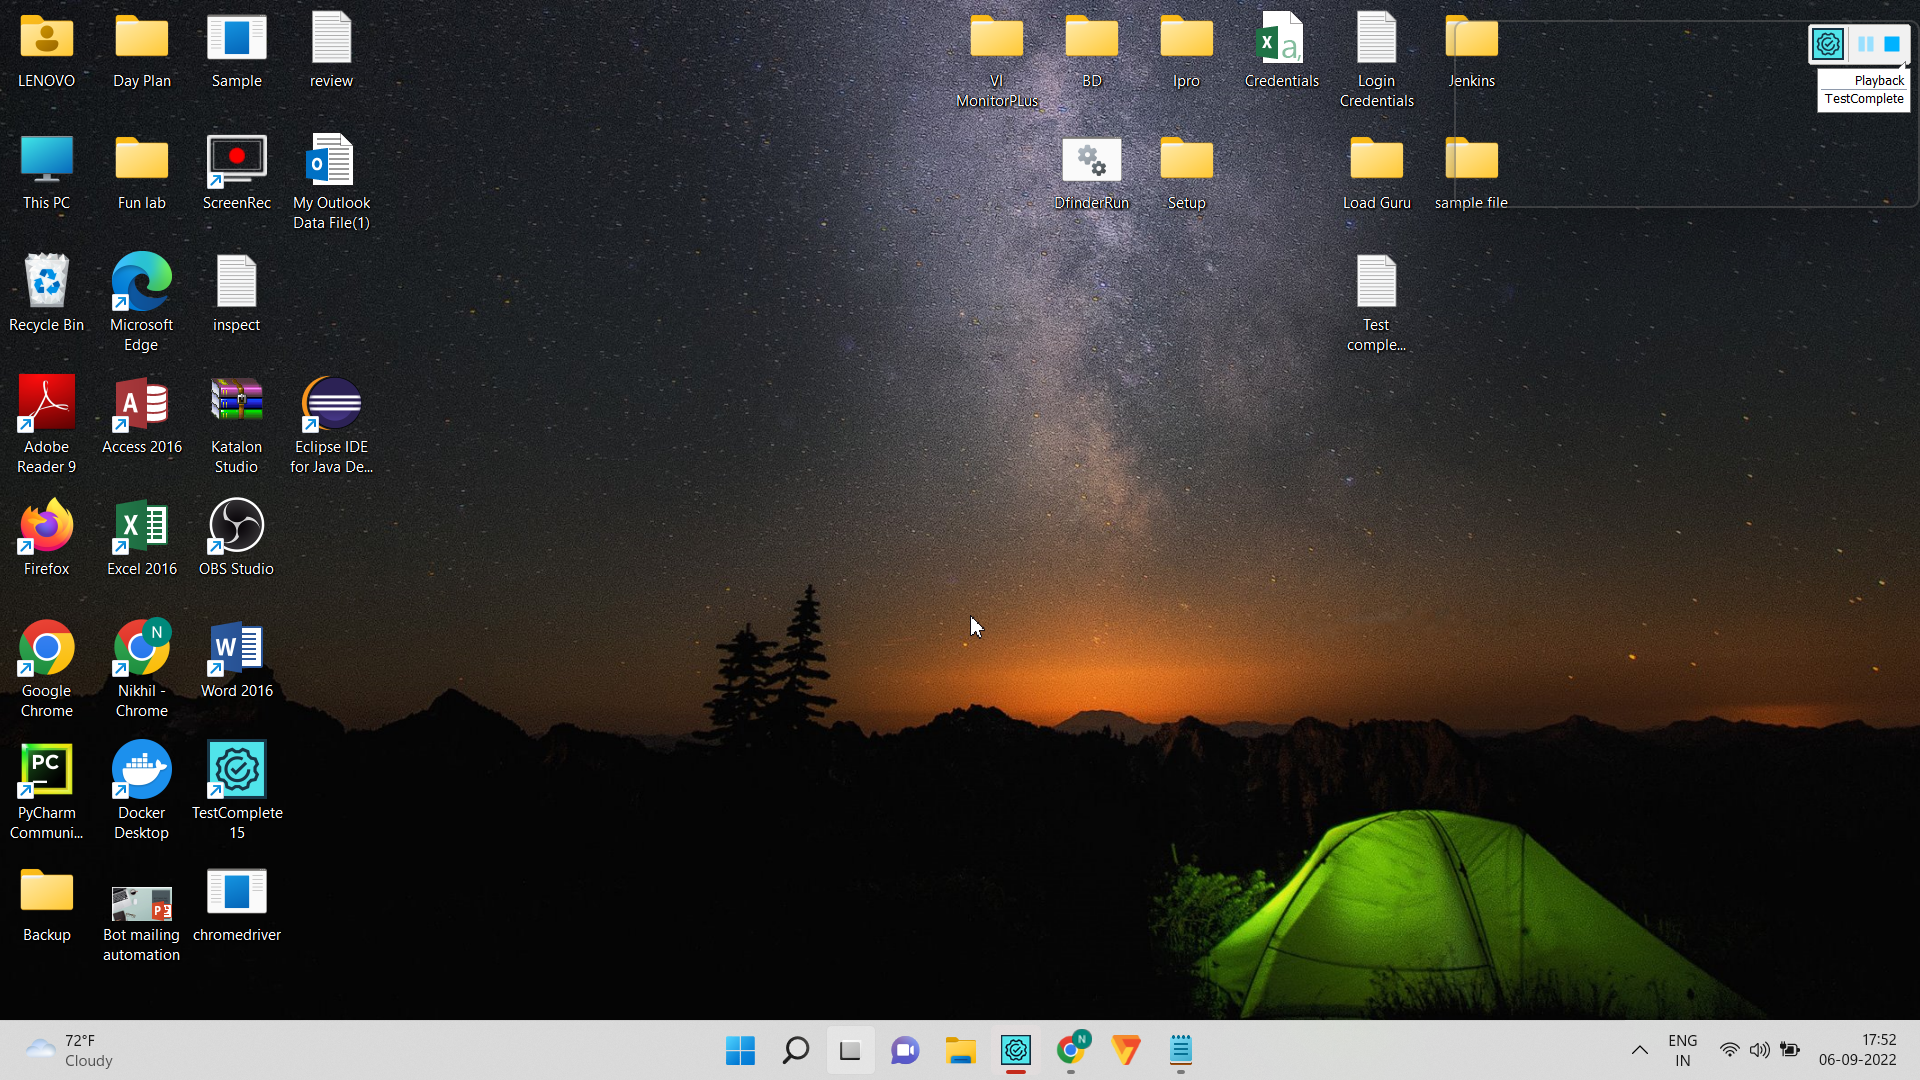 LENOVO
Day Plan
Sample
review
VI
MonitorPLus
BD
Ipro
Credentials
Login
Credentials
Jenkins
Playback
TestComplete
This PC
Fun lab
ScreenRec
My Outlook
Data File(1)
DfinderRun
Setup
Load Guru
sample file
Recycle Bin
Microsoft
Edge
inspect
Test
comple...
Adobe
Reader 9
Access 2016
Katalon
Studio
Eclipse IDE
for Java De...
Firefox
Excel 2016
OBS Studio
Google
Chrome
N
Nikhil -
Chrome
Word 2016
PC
PyCharm
Communi...
Docker
Desktop
TestComplete
15
Backup
Bot mailing
automation
chromedriver
72°F
Cloudy
N
ENG
IN
17:52
06-09-2022